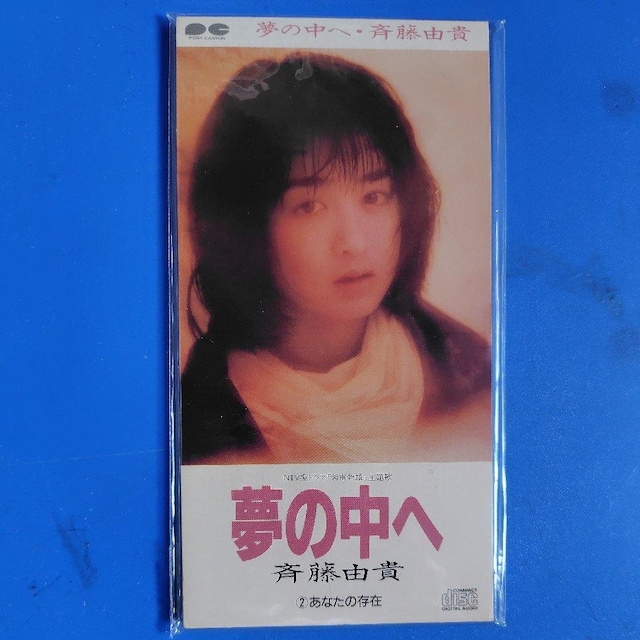 PONY CANYON
夢の中へ・斉藤由貴
夢の中へ
斉藤由貴
②あなたの存在
COMPACT
disc
DIGITAL AUDIO